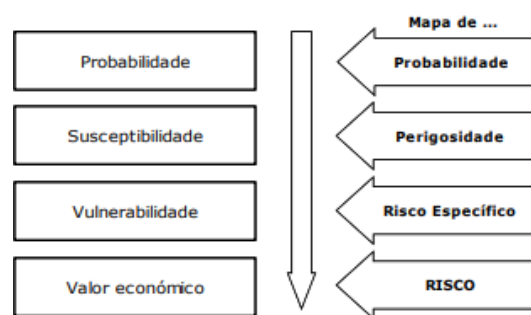 Mapa de ...
Probabilidade
Probabilidade
Susceptibilidade
Perigosidade
Vulnerabilidade
Risco Específico
Valor económico
RISCO